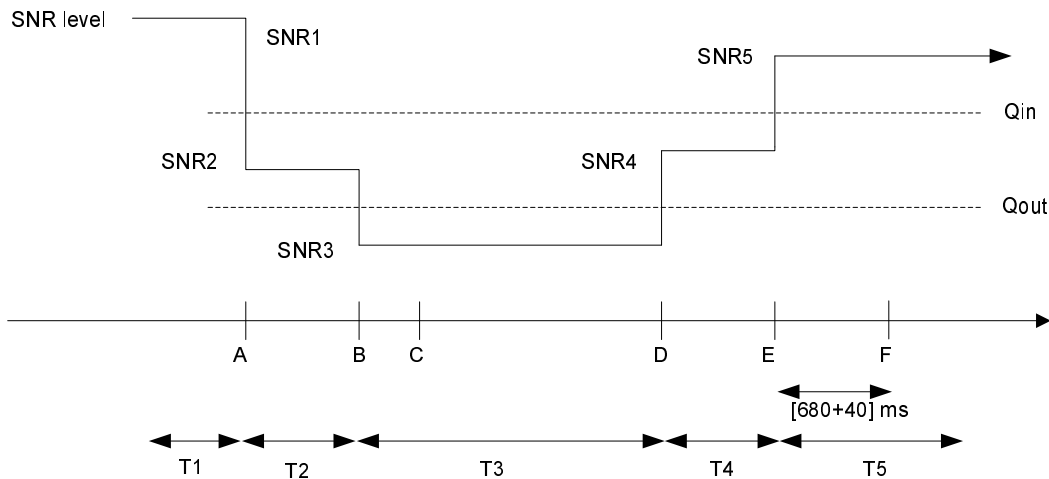 SNR level
SNR1
SNR5
Qin
SNR2
SNR4
Qout
SNR3
A
B
C
D
E
F
[680+40] ms
T1
T2
T3
T4
T5